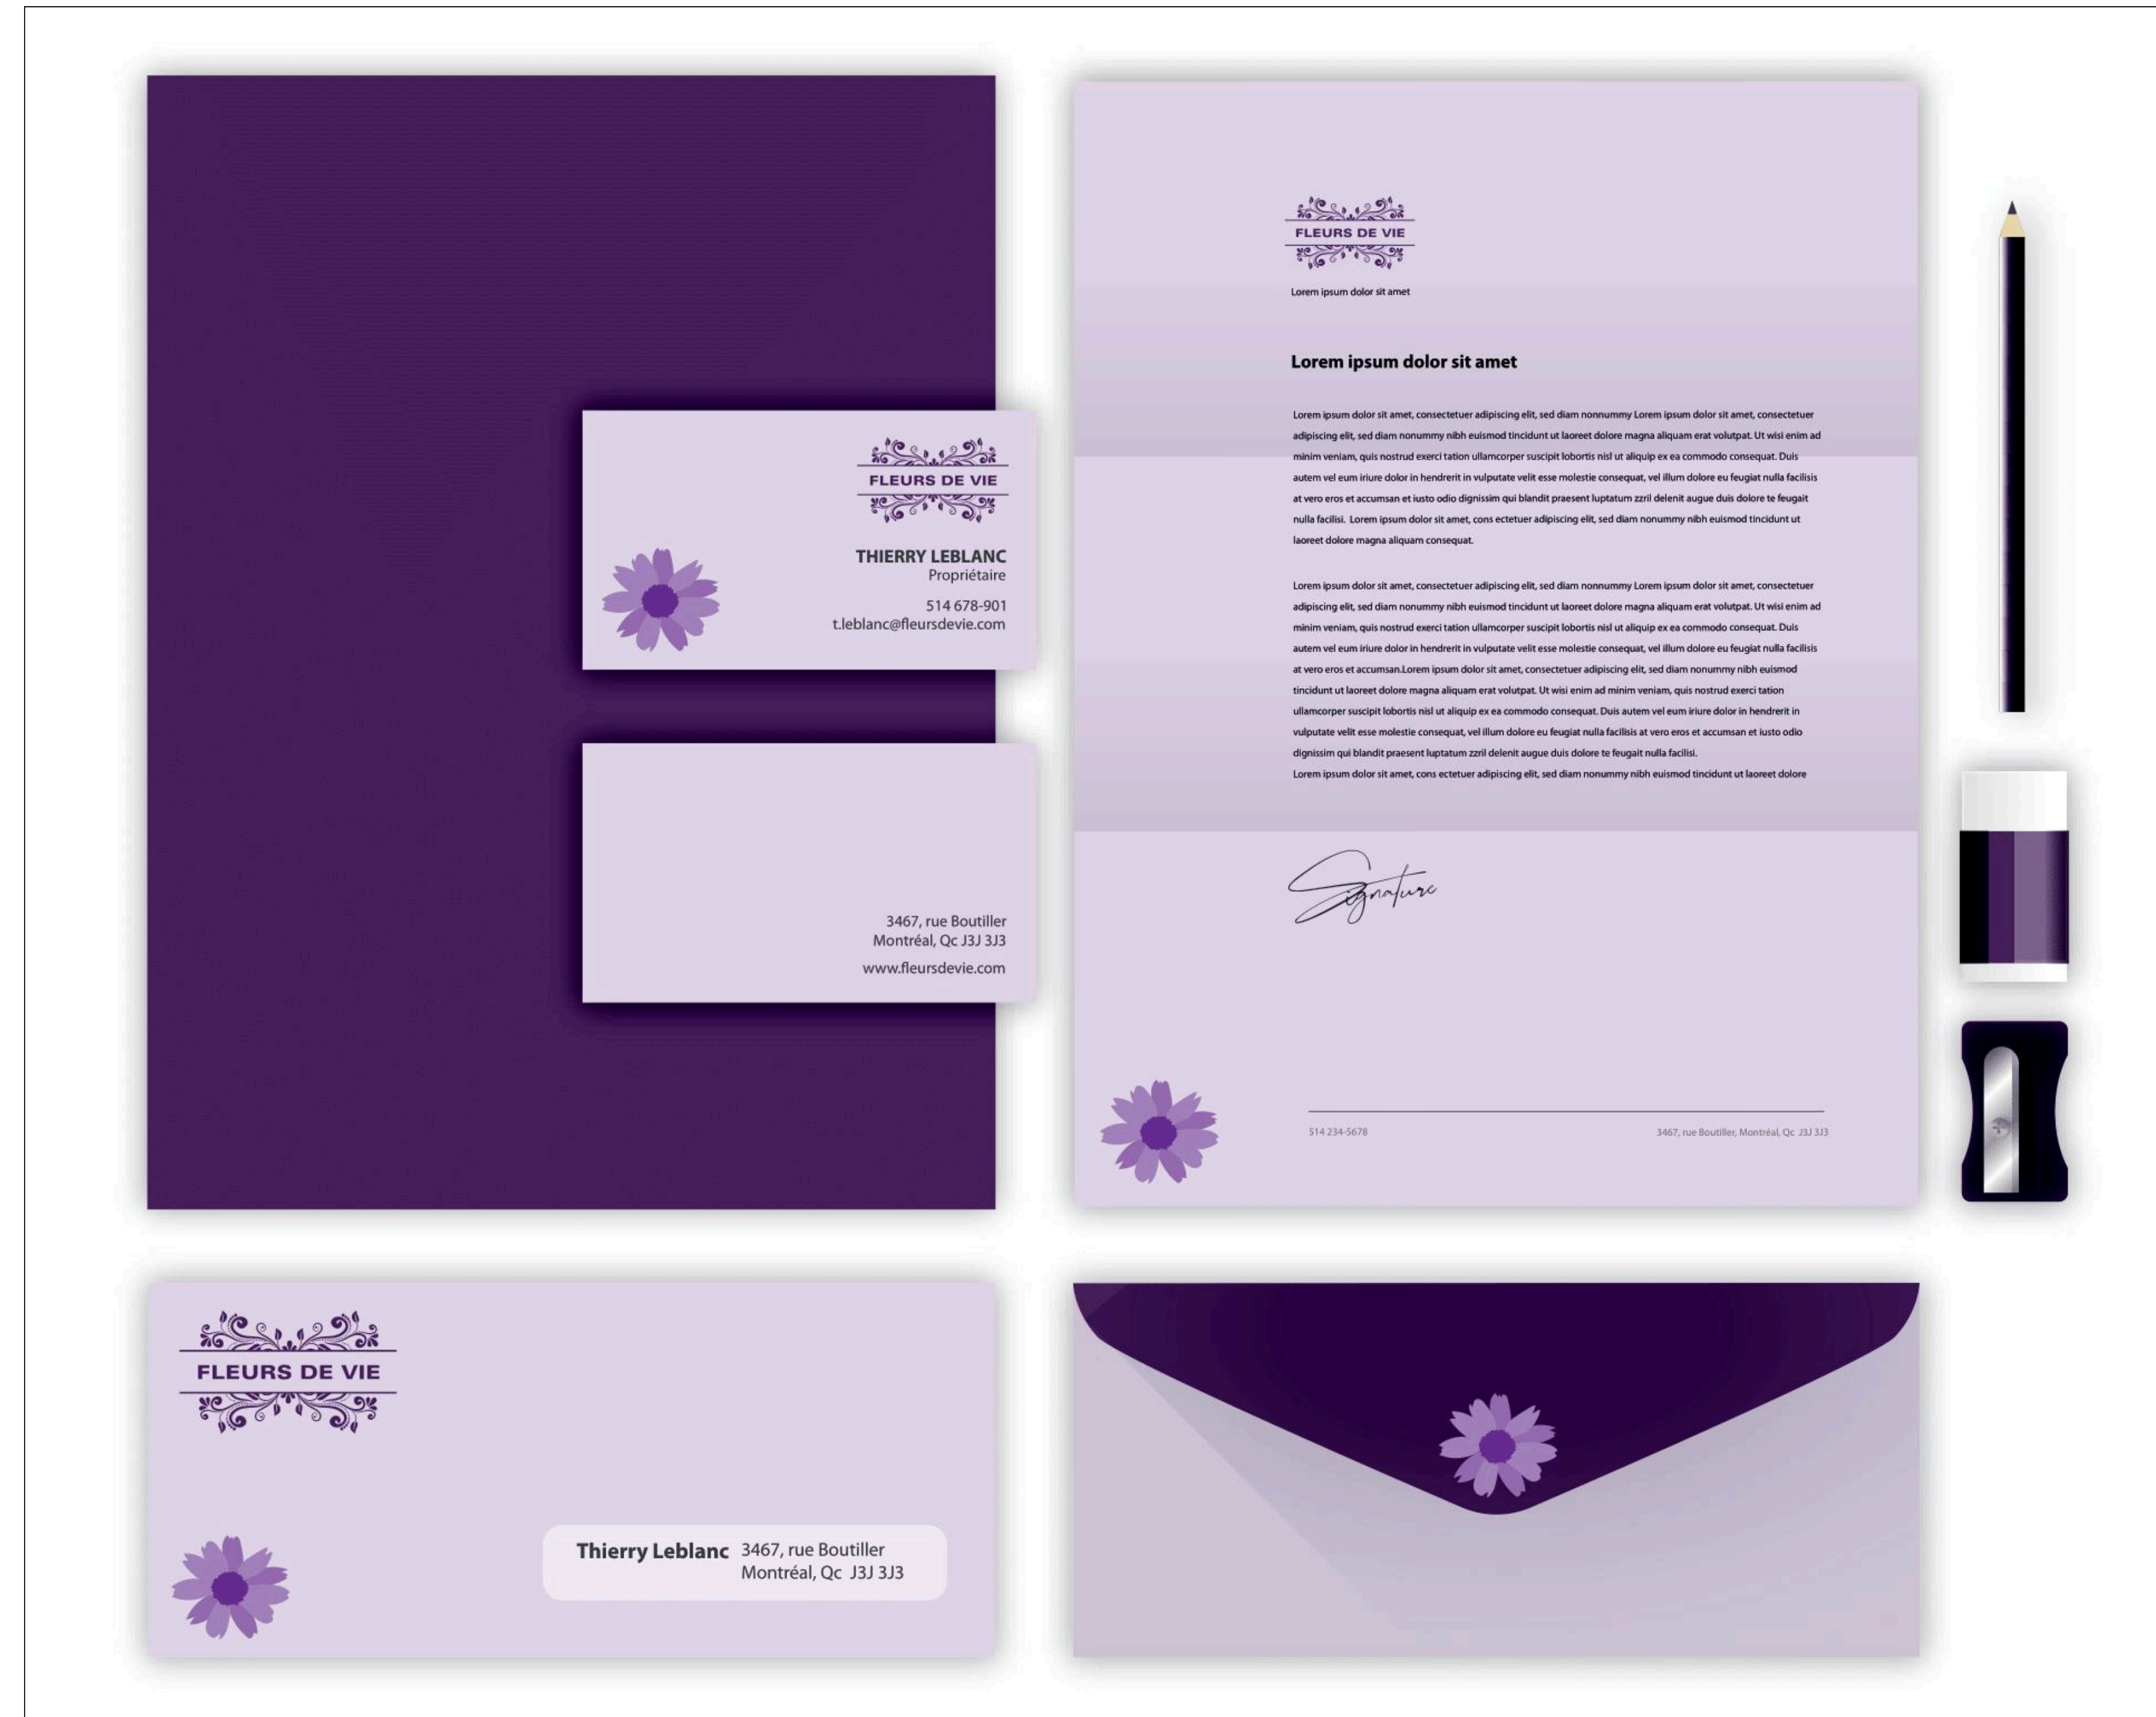 FLEURS DE VIE
THIERRY LEBLANC
Propriétaire
514 678-901
t.leblanc@fleursdevie.com
3467, rue Boutiller
Montréal, Qc J3J 3J3
www.fleursdevie.com
FLEURS DE VIE
Lorem ipsum dolor sit amet
Lorem ipsum dolor sit amet
Lorem ipsum dolor sit amet, consectetuer adipiscing elit, sed diam nonnummy Lorem ipsum dolor sit amet, consectetuer
adipiscing elit, sed diam nonummy nibh euismod tincidunt ut laoreet dolore magna aliquam erat volutpat. Ut wisi enim ad
minim veniam, quis nostrud exerci tation ullamcorper suscipit lobortis nisl ut aliquip ex ea commodo consequat. Duis
autem vel eum iriure dolor in hendrerit in vulputate velit esse molestie consequat, vel illum dolore eu feugiat nulla facilisis
at vero eros et accumsan et iusto odio dignissim qui blandit praesent luptatum zzril delenit augue duis dolore te feugait
nulla facilisi. Lorem ipsum dolor sit amet, cons ectetuer adipiscing elit, sed diam nonummy nibh euismod tincidunt ut
laoreet dolore magna aliquam consequat.
Lorem ipsum dolor sit amet, consectetuer adipiscing elit, sed diam nonnummy Lorem ipsum dolor sit amet, consectetuer
adipiscing elit, sed diam nonummy nibh euismod tincidunt ut laoreet dolore magna aliquam erat volutpat. Ut wisi enim ad
minim veniam, quis nostrud exerci tation ullamcorper suscipit lobortis nisl ut aliquip ex ea commodo consequat. Duis
autem vel eum iriure dolor in hendrerit in vulputate velit esse molestie consequat, vel illum dolore eu feugiat nulla facilisis
at vero eros et accumsan.Lorem ipsum dolor sit amet, consectetuer adipiscing elit, sed diam nonummy nibh euismod
tincidunt ut laoreet dolore magna aliquam erat volutpat. Ut wisi enim ad minim veniam, quis nostrud exerci tation
ullamcorper suscipit lobortis nisl ut aliquip ex ea commodo consequat. Duis autem vel eum iriure dolor in hendrerit in
vulputate velit esse molestie consequat, vel illum dolore eu feugiat nulla facilisis at vero eros et accumsan et iusto odio
dignissim qui blandit praesent luptatum zzril delenit augue duis dolore te feugait nulla facilisi.
Lorem ipsum dolor sit amet, cons ectetuer adipiscing elit, sed diam nonummy nibh euismod tincidunt ut laoreet dolore
Signature
514 234-5678
3467, rue Boutiller, Montréal, Qc J3J 3J3
FLEURS DE VIE
Thierry Leblanc 3467, rue Boutiller
Montréal, Qc J3J 3J3